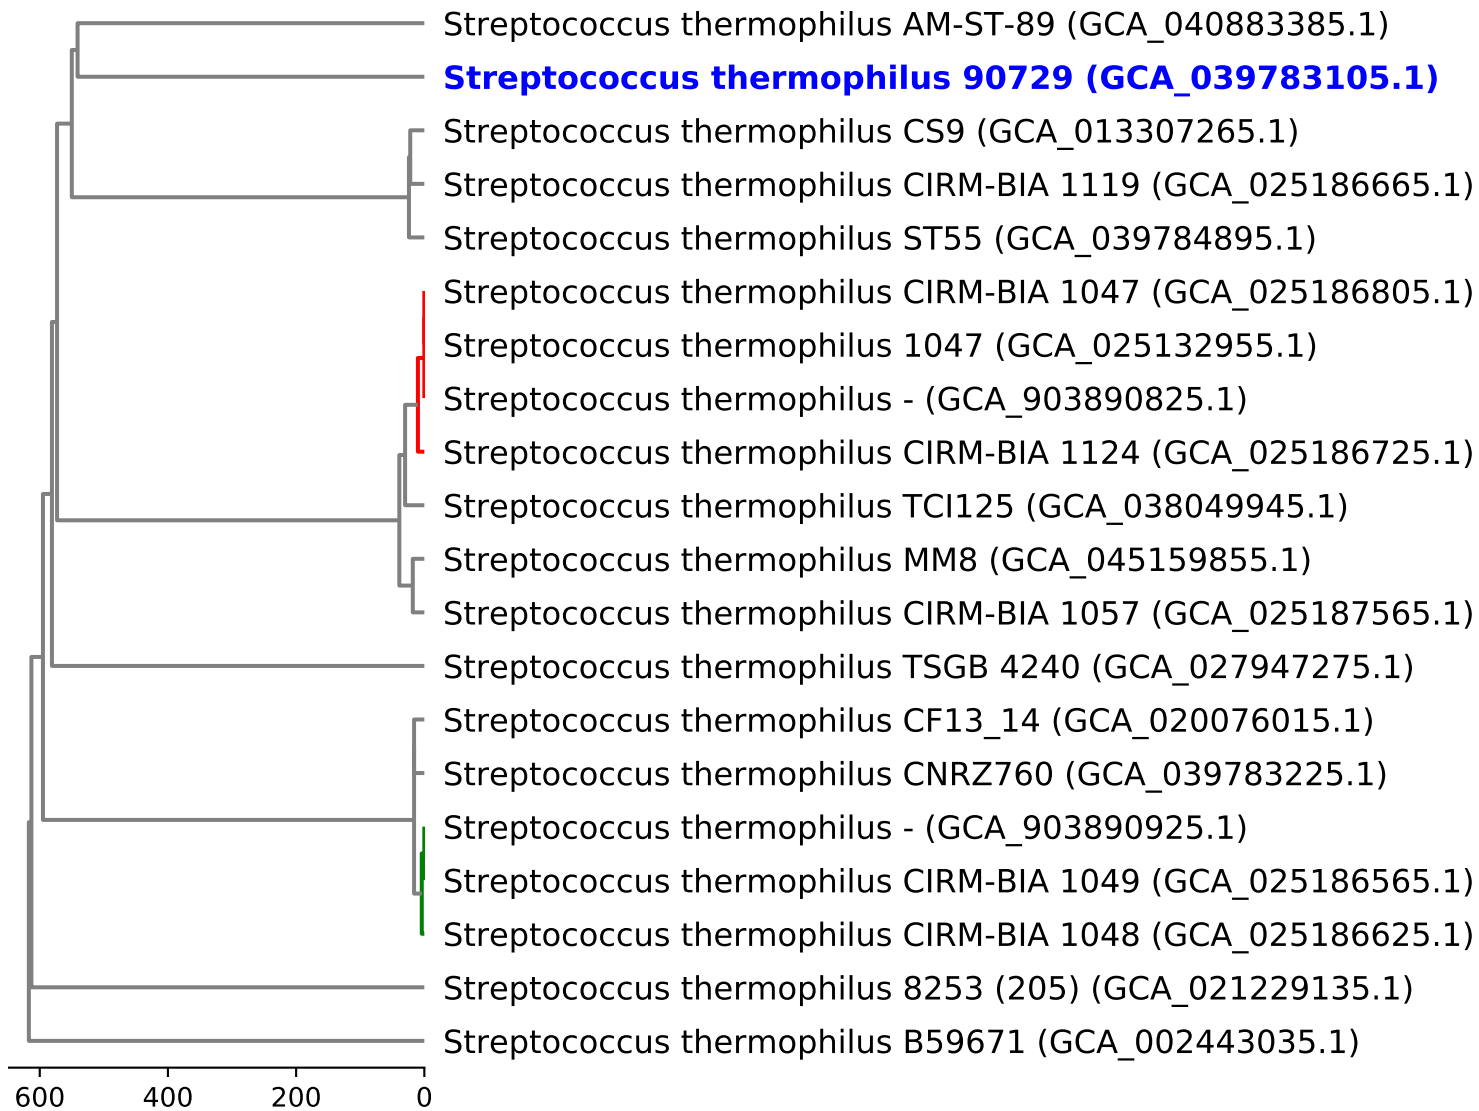 Streptococcus thermophilus AM-ST-89 (GCA_040883385.1)
Streptococcus thermophilus 90729 (GCA_039783105.1)
Streptococcus thermophilus CS9 (GCA_013307265.1)
Streptococcus thermophilus CIRM-BIA 1119 (GCA_025186665.1)
Streptococcus thermophilus ST55 (GCA_039784895.1)
Streptococcus thermophilus CIRM-BIA 1047 (GCA_025186805.1)
Streptococcus thermophilus 1047 (GCA_025132955.1)
Streptococcus thermophilus - (GCA_903890825.1)
Streptococcus thermophilus CIRM-BIA 1124 (GCA_025186725.1)
Streptococcus thermophilus TCI125 (GCA_038049945.1)
Streptococcus thermophilus MM8 (GCA_045159855.1)
Streptococcus thermophilus CIRM-BIA 1057 (GCA_025187565.1)
Streptococcus thermophilus TSGB 4240 (GCA_027947275.1)
Streptococcus thermophilus CF13_14 (GCA_020076015.1)
Streptococcus thermophilus CNRZ760 (GCA_039783225.1)
Streptococcus thermophilus - (GCA_903890925.1)
Streptococcus thermophilus CIRM-BIA 1049 (GCA_025186565.1)
Streptococcus thermophilus CIRM-BIA 1048 (GCA_025186625.1)
Streptococcus thermophilus 8253 (205) (GCA_021229135.1)
Streptococcus thermophilus B59671 (GCA_002443035.1)
600 400 200 0